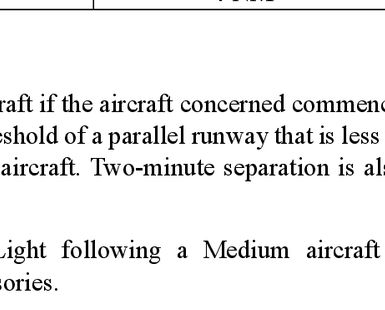 raft if the aircraft concerned commenc
eshold of a parallel runway that is less
aircraft. Two-minute separation is als
Light following a Medium aircraft
sories.